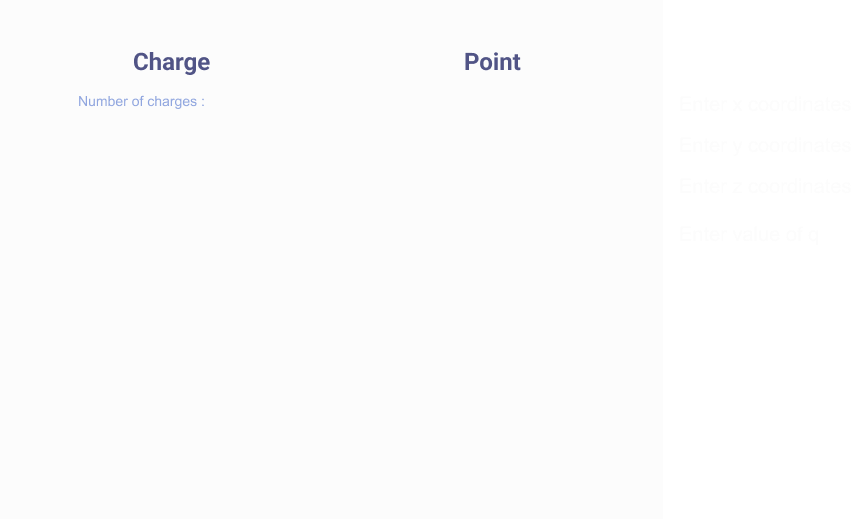 Charge
Point
Number of charges :
Enter x coordinates
Enter y coordinates
Enter z coordinates
Enter value of q